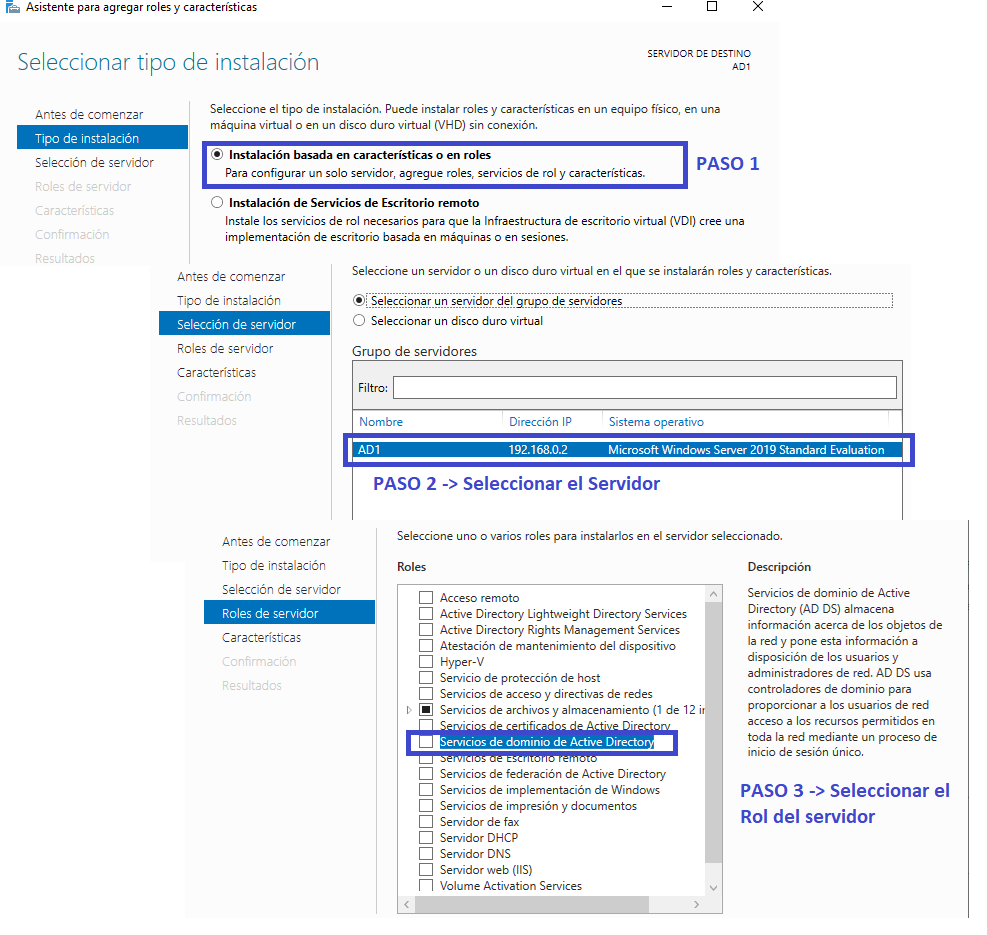 Asistente para agregar roles y características
Seleccionar tipo de instalación
SERVIDOR DE DESTINO
AD1
Antes de comenzar
Tipo de instalación
Selección de servidor
Roles de servidor
Características
Confirmación
Resultados
Seleccione el tipo de instalación. Puede instalar roles y características en un equipo físico, en una
máquina virtual o en un disco duro virtual (VHD) sin conexión.
Instalación basada en características o en roles
Para configurar un solo servidor, agregue roles, servicios de rol y características.
PASO 1
Instalación de Servicios de Escritorio remoto
Instale los servicios de rol necesarios para que la Infraestructura de escritorio virtual (VDI) cree una
implementación de escritorio basada en máquinas o en sesiones.
Antes de comenzar
Tipo de instalación
Selección de servidor
Roles de servidor
Características
Confirmación
Resultados
Seleccione un servidor o un disco duro virtual en el que se instalarán roles y características.
Seleccionar un servidor del grupo de servidores
Seleccionar un disco duro virtual
Grupo de servidores
Filtro:
Nombre Dirección IP Sistema operativo
AD1 192.168.0.2 Microsoft Windows Server 2019 Standard Evaluation
PASO 2 -> Seleccionar el Servidor
Antes de comenzar
Tipo de instalación
Selección de servidor
Roles de servidor
Características
Confirmación
Resultados
Seleccione uno o varios roles para instalarlos en el servidor seleccionado.
Roles
Acceso remoto
Active Directory Lightweight Directory Services
Active Directory Rights Management Services
Atestación de mantenimiento del dispositivo
Hyper-V
Servicio de protección de host
Servicios de acceso y directivas de redes
Servicios de archivos y almacenamiento (1 de 12 in
Servicios de certificados de Active Directory
Servicios de dominio de Active Directory
Servicios de Escritorio remoto
Servicios de federación de Active Directory
Servicios de implementación de Windows
Servicios de impresión y documentos
Servidor de fax
Servidor DHCP
Servidor DNS
Servidor web (IIS)
Volume Activation Services
Descripción
Servicios de dominio de Active
Directory (AD DS) almacena
información acerca de los objetos de
la red y pone esta información a
disposición de los usuarios y
administradores de red. AD DS usa
controladores de dominio para
proporcionar a los usuarios de red
acceso a los recursos permitidos en
toda la red mediante un proceso de
inicio de sesión único.
PASO 3 -> Seleccionar el
Rol del servidor